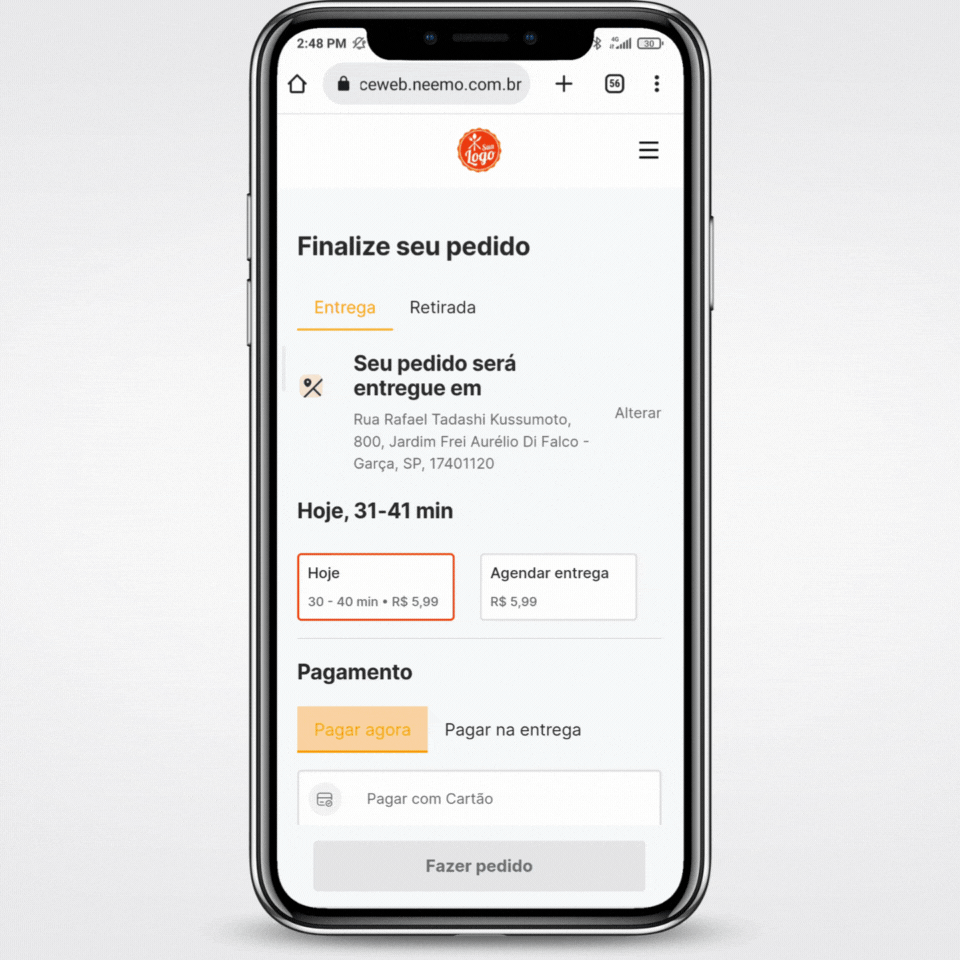 2:48 PM
4G
30
ceweb.neemo.com.br
56
Sua
Logo
Finalize seu pedido
Entrega Retirada
Seu pedido será
entregue em
Alterar
Rua Rafael Tadashi Kussumoto,
800, Jardim Frei Aurélio Di Falco -
Garça, SP, 17401120
Hoje, 31-41 min
Hoje
30 - 40 min • R$ 5,99
Agendar entrega
R$ 5,99
Pagamento
Pagar agora Pagar na entrega
Pagar com Cartão
Fazer pedido